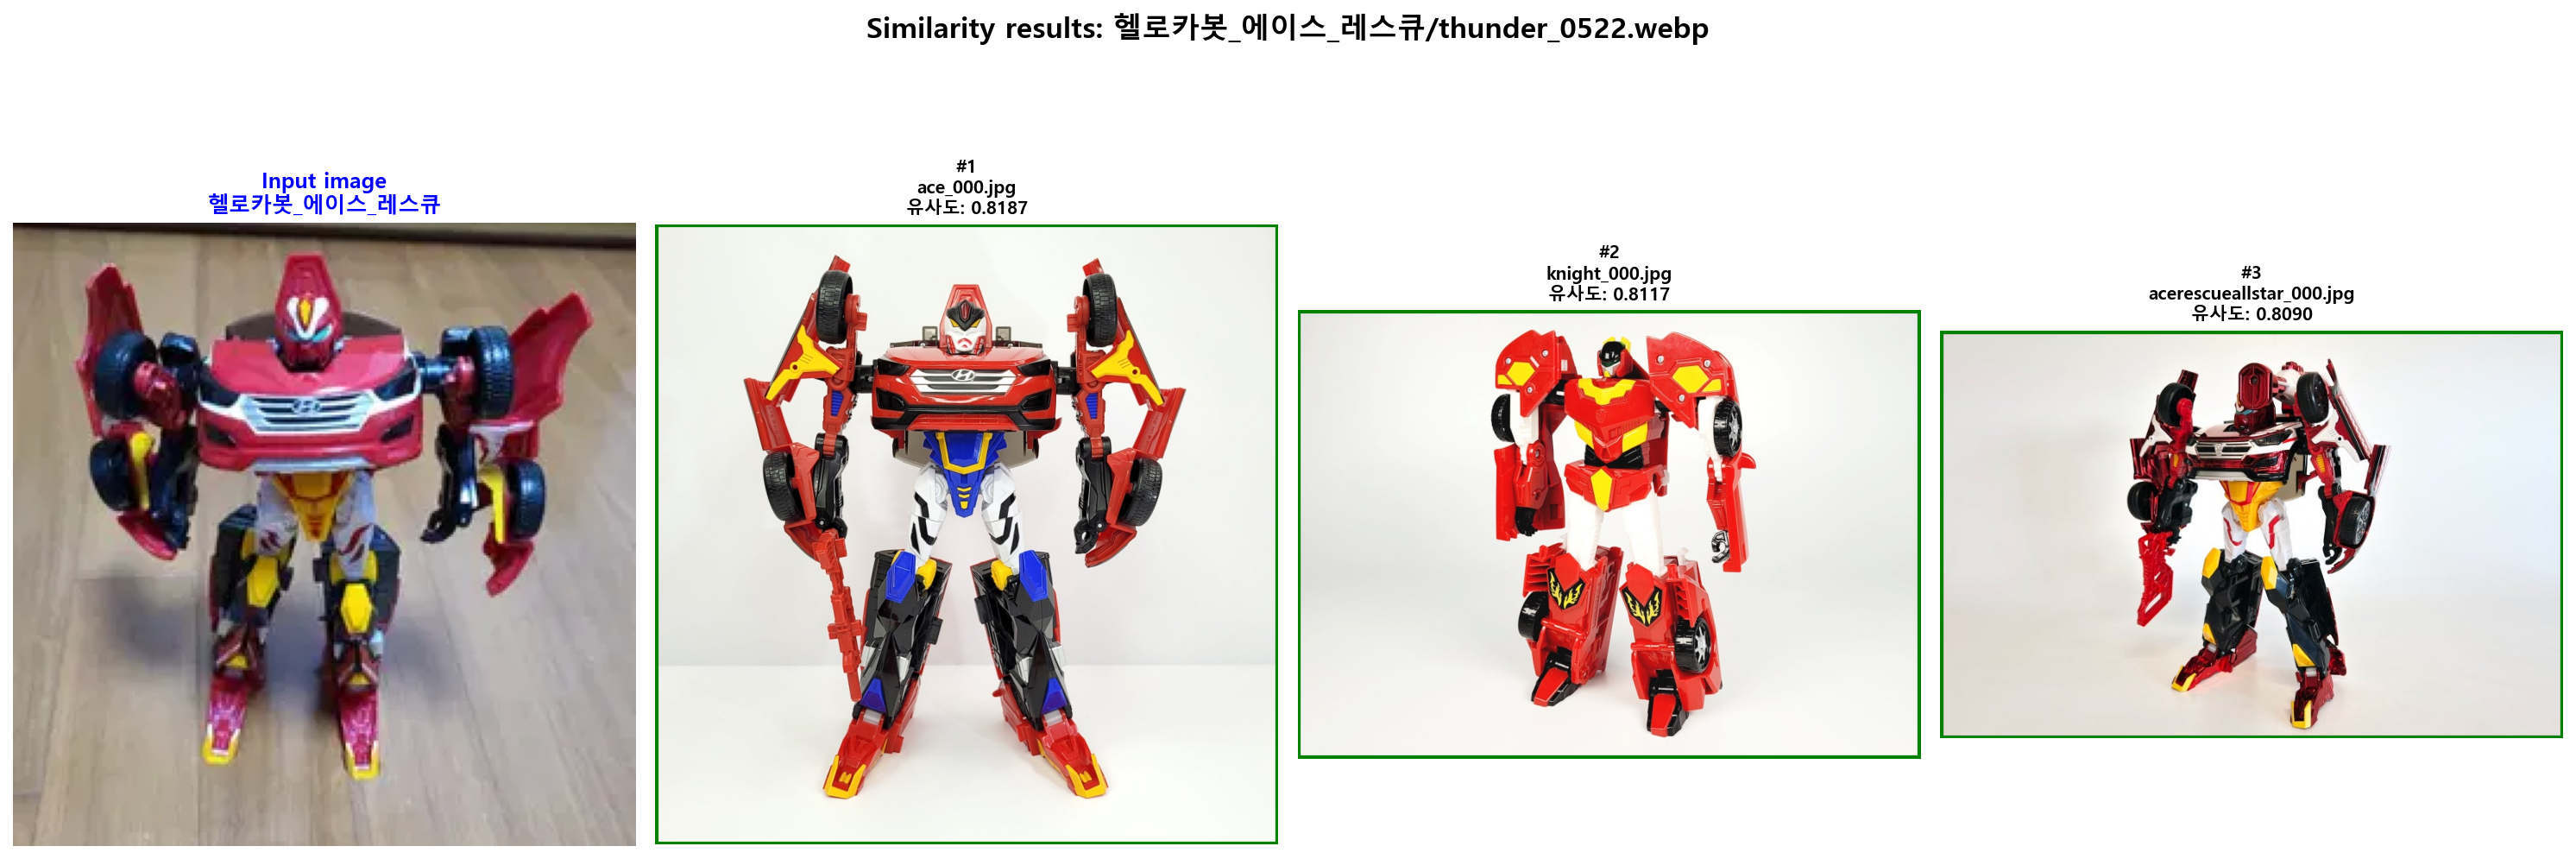 Similarity results: 헬로카봇_에이스_레스큐/thunder_0522.webp
Input image
헬로카봇_에이스_레스큐
#1
ace_000.jpg
유사도: 0.8187
#2
knight_000.jpg
유사도: 0.8117
#3
acerescueallstar_000.jpg
유사도: 0.8090